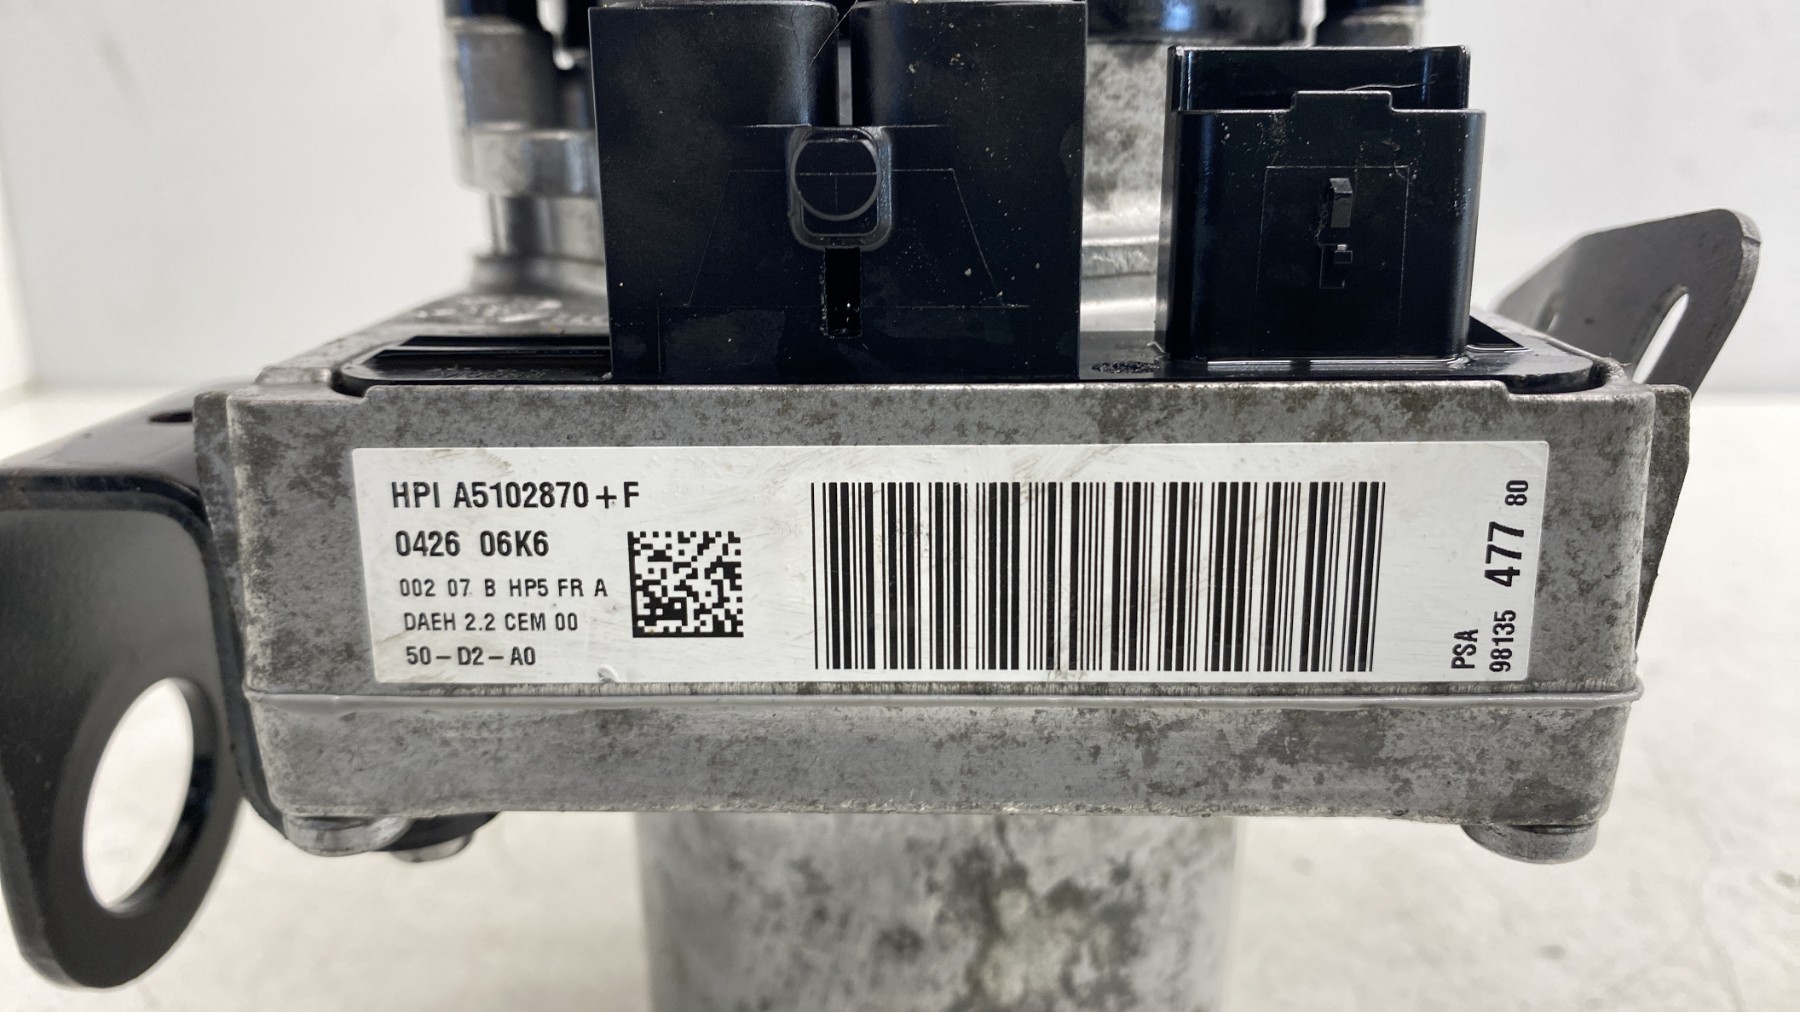 HPI A5102870+F
0426 06K6
002 07 B HP5 FR A
DAEH 2.2 CEM 00
50-D2-A0
PSA
98135 477 80